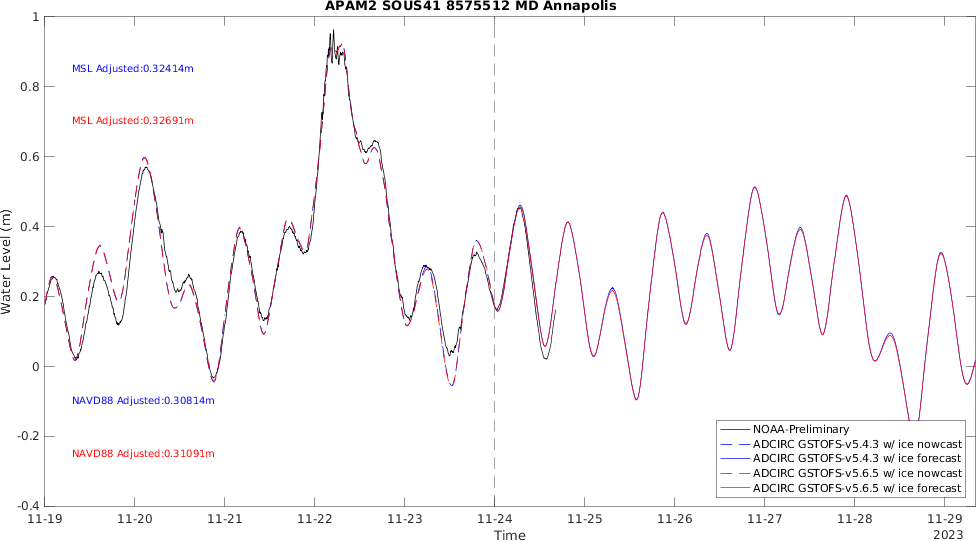 APAM2 SOUS41 8575512 MD Annapolis
1
0.8
0.6
0.4
0.2
0
-0.2
-0.4
Water Level (m)
MSL Adjusted:0.32414m
MSL Adjusted:0.32691m
NAVD88 Adjusted:0.30814m
NAVD88 Adjusted:0.31091m
NOAA-Preliminary
ADCIRC GSTOFS-v5.4.3 w/ ice nowcast
ADCIRC GSTOFS-v5.4.3 w/ ice forecast
ADCIRC GSTOFS-v5.6.5 w/ ice nowcast
ADCIRC GSTOFS-v5.6.5 w/ ice forecast
11-19 11-20 11-21 11-22 11-23 11-24 11-25 11-26 11-27 11-28 11-29
Time
2023